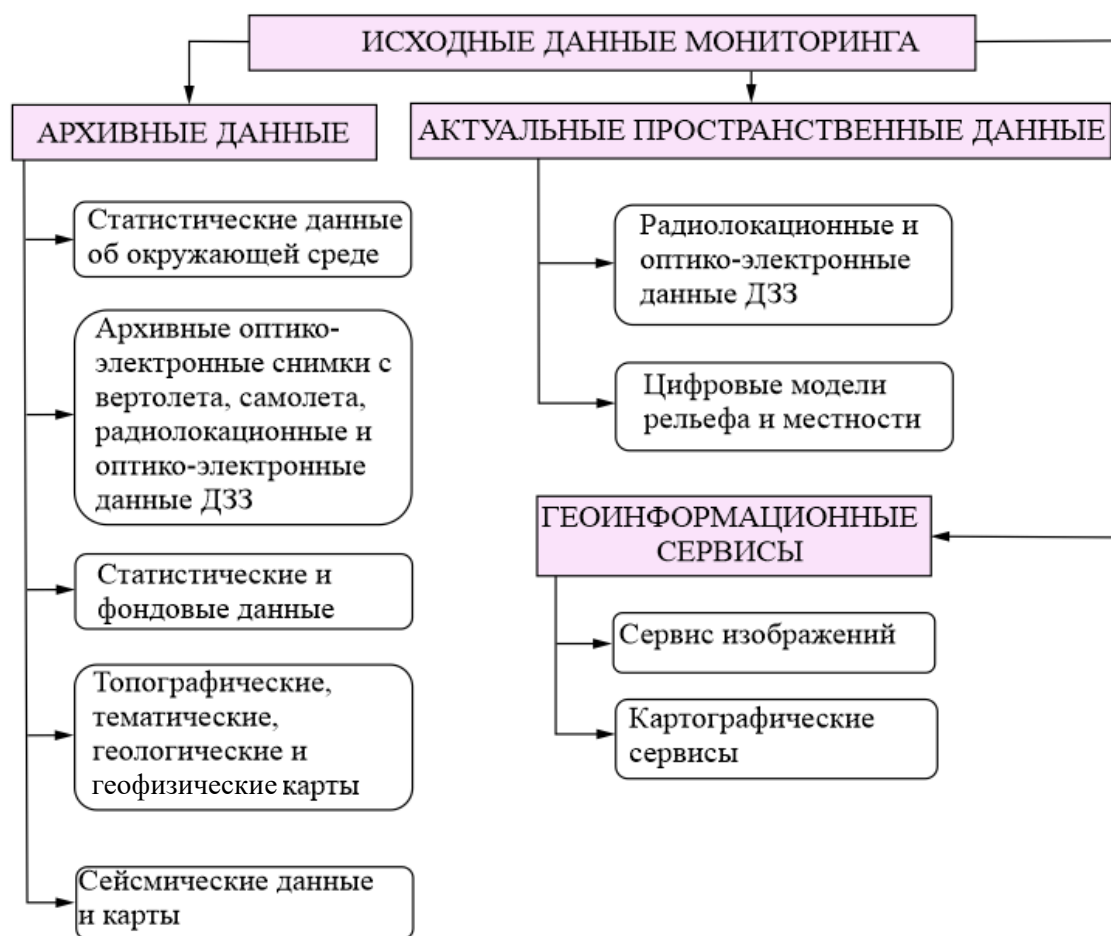 ИСХОДНЫЕ ДАННЫЕ МОНИТОРИНГА
АРХИВНЫЕ ДАННЫЕ
Статистические данные
об окружающей среде
Архивные оптико-
электронные снимки с
вертолета, самолета,
радиолокационные и
оптико-электронные
данные ДЗЗ
Статистические и
фондовые данные
Топографические,
тематические,
геологические и
геофизические карты
Сейсмические данные
и карты
АКТУАЛЬНЫЕ ПРОСТРАНСТВЕННЫЕ ДАННЫЕ
Радиолокационные и
оптико-электронные
данные ДЗЗ
Цифровые модели
рельефа и местности
ГЕОИНФОРМАЦИОННЫЕ
СЕРВИСЫ
Сервис изображений
Картографические
сервисы